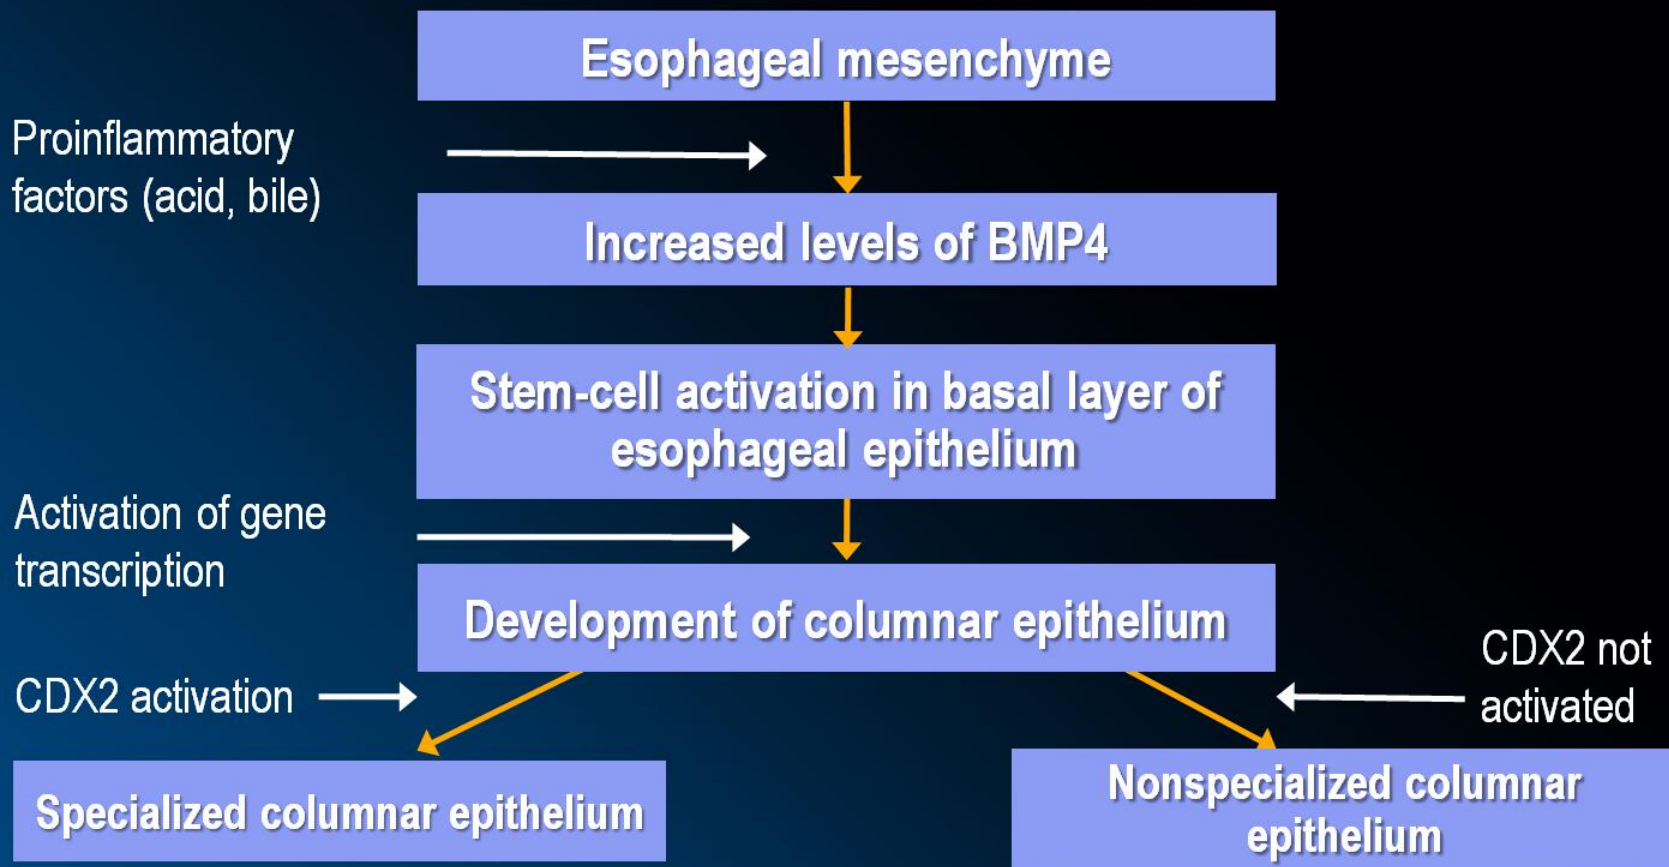 Esophageal mesenchyme
Proinflammatory
factors (acid, bile)
Increased levels of BMP4
Stem-cell activation in basal layer of
esophageal epithelium
Activation of gene
transcription
Development of columnar epithelium
CDX2 activation
CDX2 not
activated
Specialized columnar epithelium
Nonspecialized columnar
epithelium